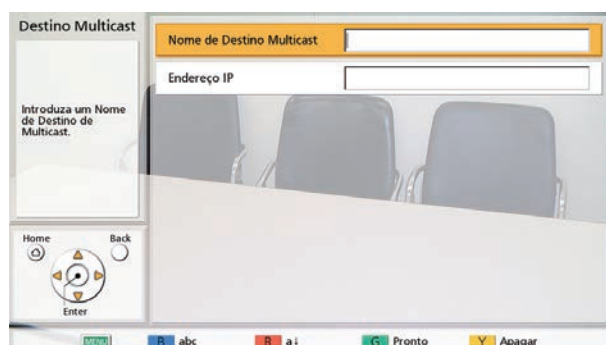 Destino Multicast
Nome de Destino Multicast
Endereço IP
Introduza um Nome
de Destino de
Multicast.
Home
Back
Enter
MENU
B abc
R a↓
G Pronto
Y Apagar